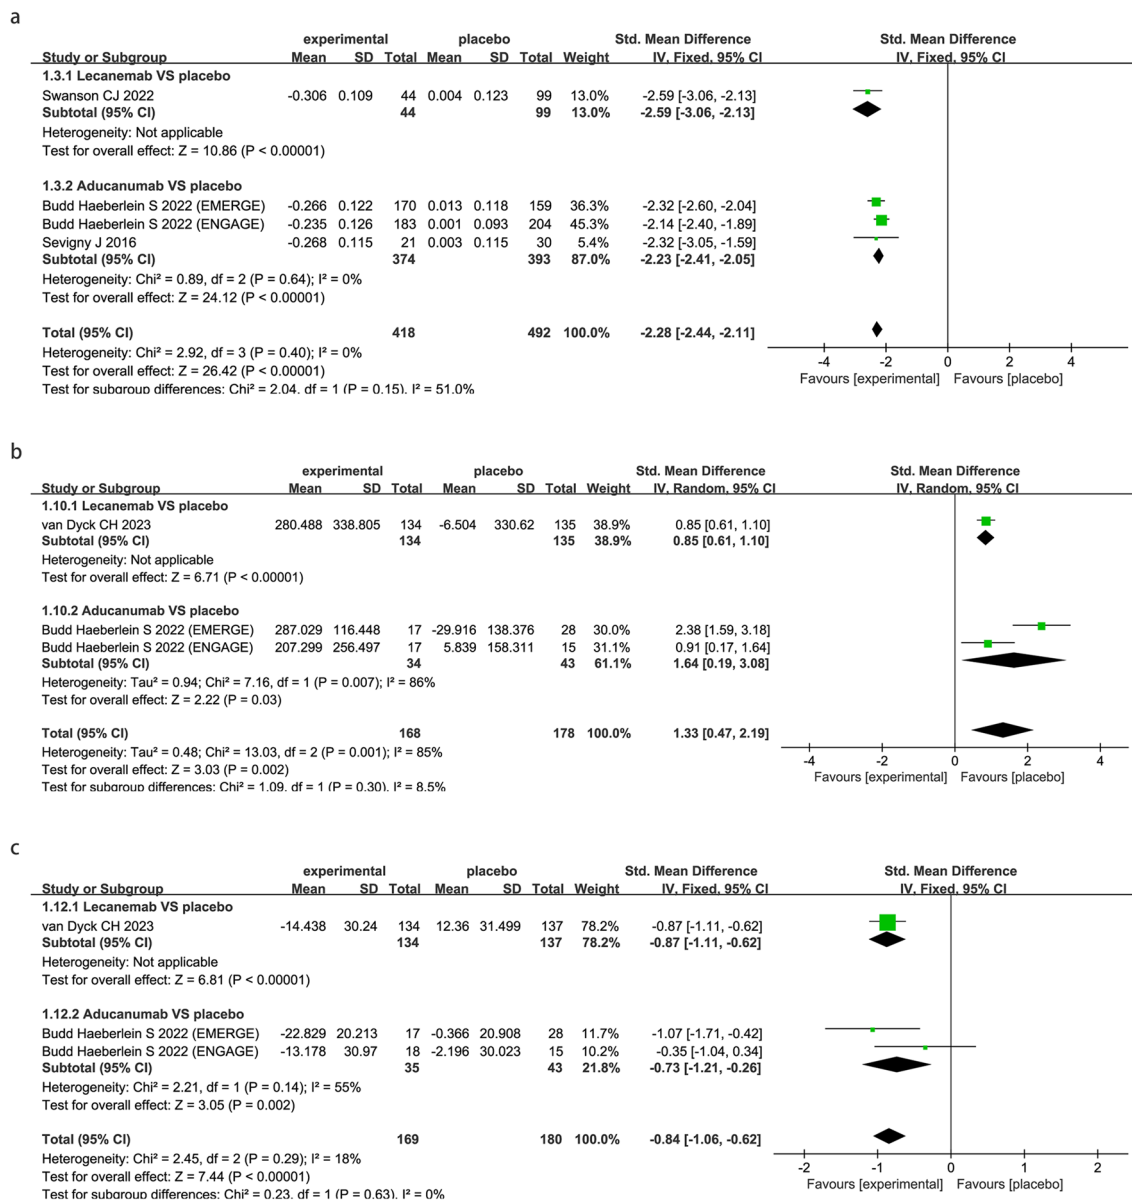 a
experimental placebo Std. Mean Difference Std. Mean Difference
Study or Subgroup Mean SD Total Mean SD Total Weight IV, Fixed, 95% CI IV, Fixed, 95% CI
1.3.1 Lecanemab VS placebo
Swanson CJ 2022 -0.306 0.109 44 0.004 0.123 99 13.0% -2.59 [-3.06, -2.13]
Subtotal (95% CI) 44 99 13.0% -2.59 [-3.06, -2.13]
Heterogeneity: Not applicable
Test for overall effect: Z = 10.86 (P < 0.00001)
1.3.2 Aducanumab VS placebo
Budd Haeberlein S 2022 (EMERGE) -0.266 0.122 170 0.013 0.118 159 36.3% -2.32 [-2.60, -2.04]
Budd Haeberlein S 2022 (ENGAGE) -0.235 0.126 183 0.001 0.093 204 45.3% -2.14 [-2.40, -1.89]
Sevigny J 2016 -0.268 0.115 21 0.003 0.115 30 5.4% -2.32 [-3.05, -1.59]
Subtotal (95% CI) 374 393 87.0% -2.23 [-2.41, -2.05]
Heterogeneity: Chi² = 0.89, df = 2 (P = 0.64); I² = 0%
Test for overall effect: Z = 24.12 (P < 0.00001)
Total (95% CI) 418 492 100.0% -2.28 [-2.44, -2.11]
Heterogeneity: Chi² = 2.92, df = 3 (P = 0.40); I² = 0%
Test for overall effect: Z = 26.42 (P < 0.00001)
Test for subgroup differences: Chi² = 2.04, df = 1 (P = 0.15), I² = 51.0%
-4 -2 0 2 4
Favours [experimental] Favours [placebo]
b
experimental placebo Std. Mean Difference Std. Mean Difference
Study or Subgroup Mean SD Total Mean SD Total Weight IV, Random, 95% CI IV, Random, 95% CI
1.10.1 Lecanemab VS placebo
van Dyck CH 2023 280.488 338.805 134 -6.504 330.62 135 38.9% 0.85 [0.61, 1.10]
Subtotal (95% CI) 134 135 38.9% 0.85 [0.61, 1.10]
Heterogeneity: Not applicable
Test for overall effect: Z = 6.71 (P < 0.00001)
1.10.2 Aducanumab VS placebo
Budd Haeberlein S 2022 (EMERGE) 287.029 116.448 17 -29.916 138.376 28 30.0% 2.38 [1.59, 3.18]
Budd Haeberlein S 2022 (ENGAGE) 207.299 256.497 17 5.839 158.311 15 31.1% 0.91 [0.17, 1.64]
Subtotal (95% CI) 34 43 61.1% 1.64 [0.19, 3.08]
Heterogeneity: Tau² = 0.94; Chi² = 7.16, df = 1 (P = 0.007); I² = 86%
Test for overall effect: Z = 2.22 (P = 0.03)
Total (95% CI) 168 178 100.0% 1.33 [0.47, 2.19]
Heterogeneity: Tau² = 0.48; Chi² = 13.03, df = 2 (P = 0.001); I² = 85%
Test for overall effect: Z = 3.03 (P = 0.002)
Test for subgroup differences: Chi² = 1.09, df = 1 (P = 0.30), I² = 8.5%
-4 -2 0 2 4
Favours [experimental] Favours [placebo]
c
experimental placebo Std. Mean Difference Std. Mean Difference
Study or Subgroup Mean SD Total Mean SD Total Weight IV, Fixed, 95% CI IV, Fixed, 95% CI
1.12.1 Lecanemab VS placebo
van Dyck CH 2023 -14.438 30.24 134 12.36 31.499 137 78.2% -0.87 [-1.11, -0.62]
Subtotal (95% CI) 134 137 78.2% -0.87 [-1.11, -0.62]
Heterogeneity: Not applicable
Test for overall effect: Z = 6.81 (P < 0.00001)
1.12.2 Aducanumab VS placebo
Budd Haeberlein S 2022 (EMERGE) -22.829 20.213 17 -0.366 20.908 28 11.7% -1.07 [-1.71, -0.42]
Budd Haeberlein S 2022 (ENGAGE) -13.178 30.97 18 -2.196 30.023 15 10.2% -0.35 [-1.04, 0.34]
Subtotal (95% CI) 35 43 21.8% -0.73 [-1.21, -0.26]
Heterogeneity: Chi² = 2.21, df = 1 (P = 0.14); I² = 55%
Test for overall effect: Z = 3.05 (P = 0.002)
Total (95% CI) 169 180 100.0% -0.84 [-1.06, -0.62]
Heterogeneity: Chi² = 2.45, df = 2 (P = 0.29); I² = 18%
Test for overall effect: Z = 7.44 (P < 0.00001)
Test for subgroup differences: Chi² = 0.23, df = 1 (P = 0.63), I² = 0%
-2 -1 0 1 2
Favours [experimental] Favours [placebo]